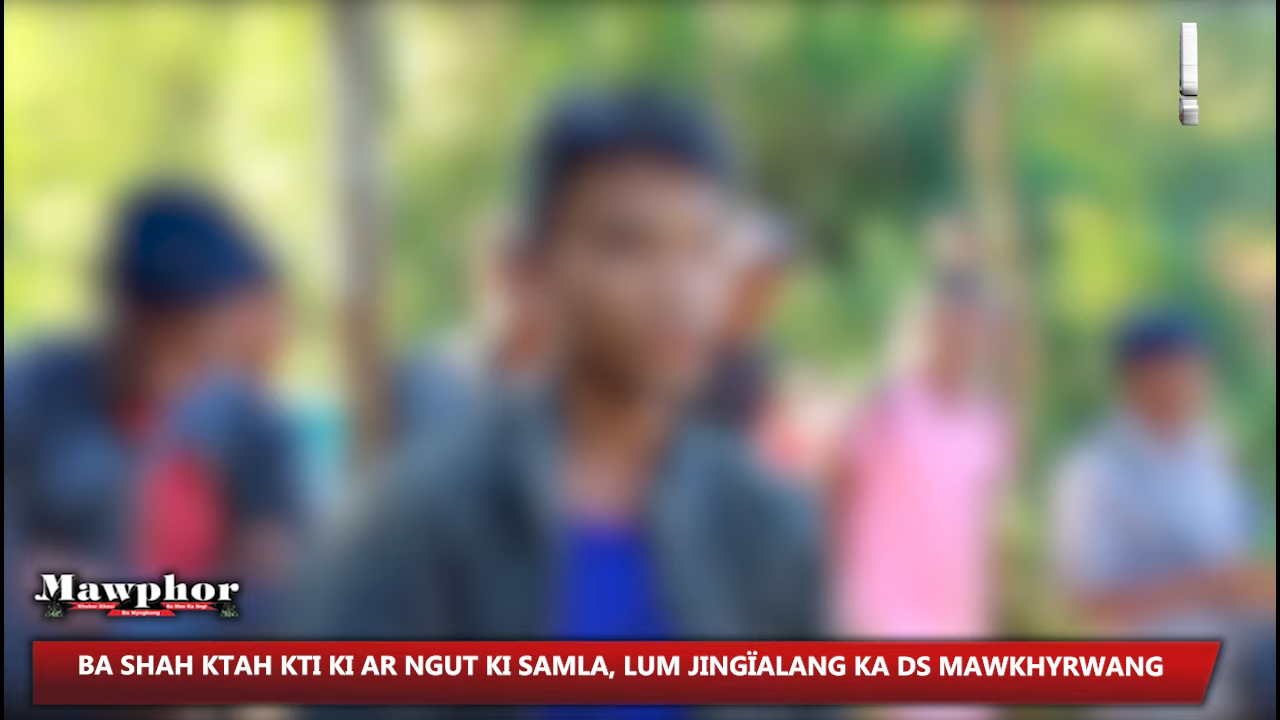 Mawphor
BA SHAH KTAH KTI KI AR NGUT KI SAMLA, LUM JINGÏALANG KA DS MAWKHYRWANG